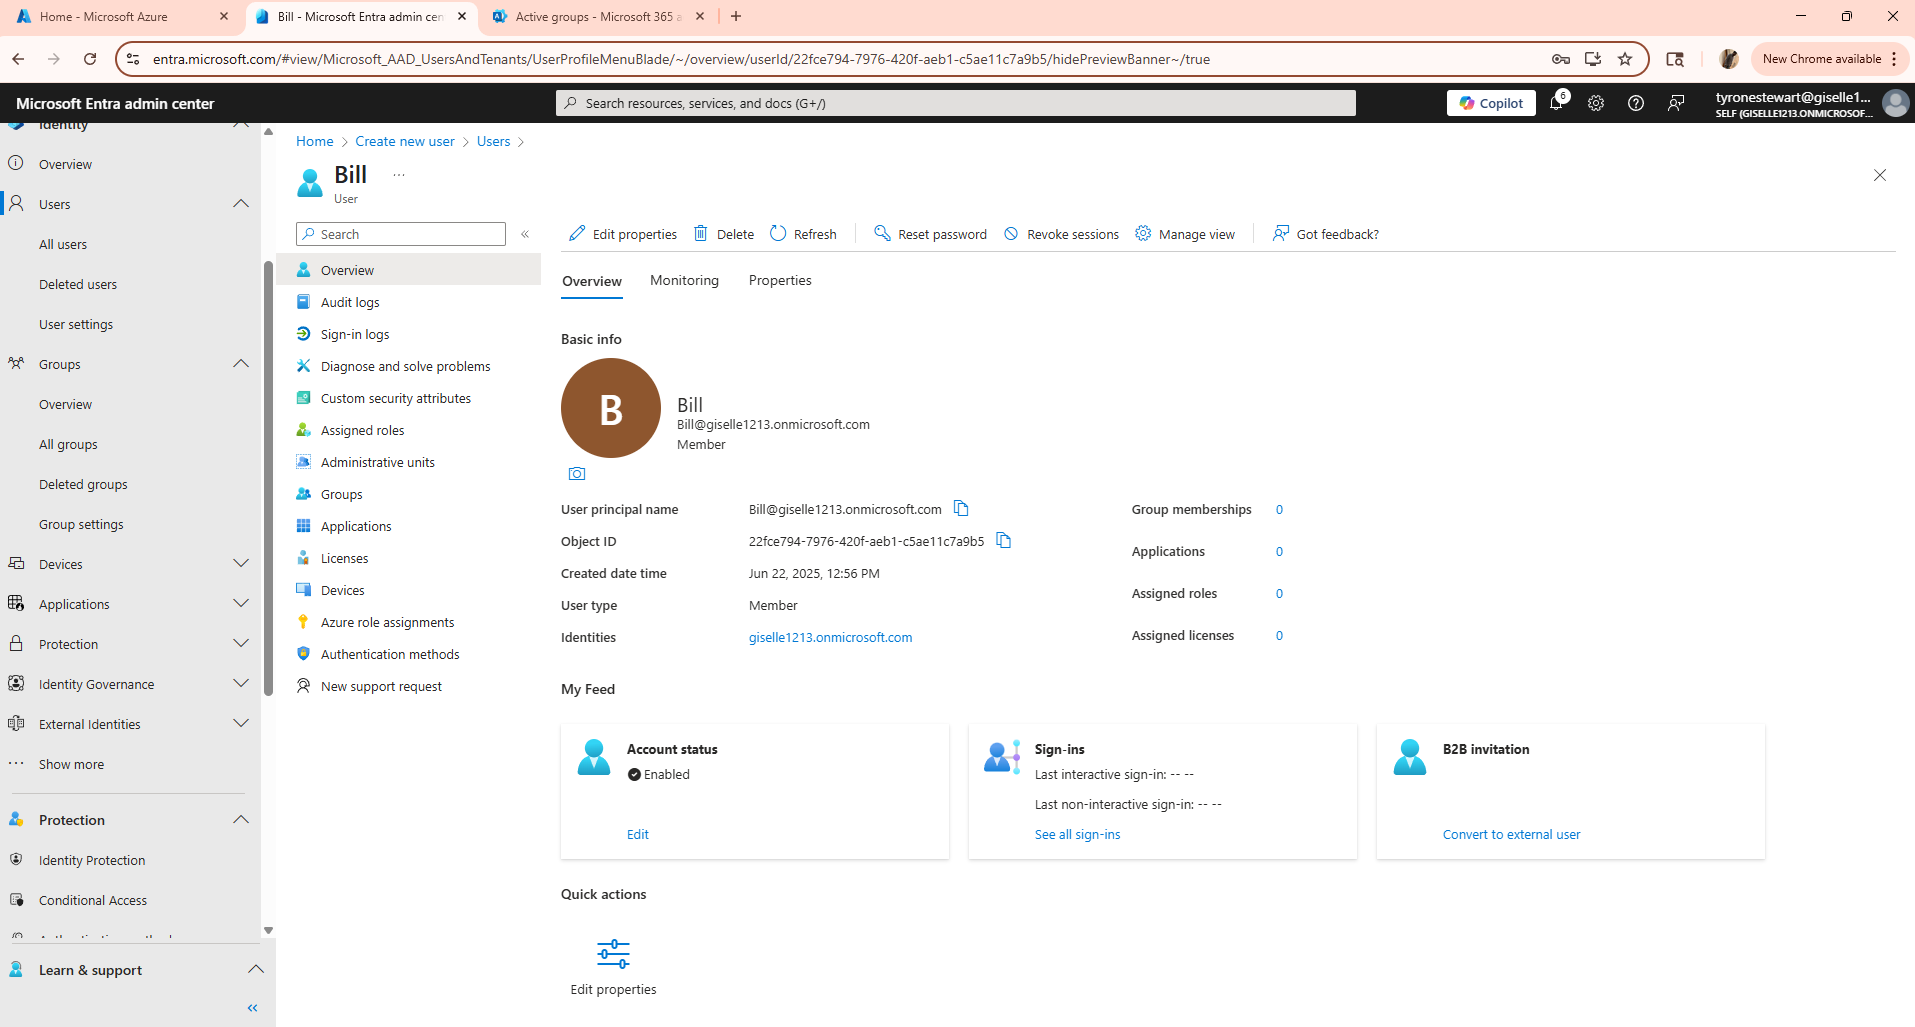 Home - Microsoft Azure
Bill - Microsoft Entra admin cen
Active groups - Microsoft 365 a
entra.microsoft.com/#view/Microsoft_AAD_UsersAndTenants/UserProfileMenuBlade/~/overview/userId/22fce794-7976-420f-aeb1-c5ae11c7a9b5/hidePreviewBanner~/true
New Chrome available
Microsoft Entra admin center
Search resources, services, and docs (G+/)
Copilot
6
tyronestewart@giselle1...
SELF (GISELLE1213.ONMICROSOF...
Identity
Overview
Users
All users
Deleted users
User settings
Groups
Overview
All groups
Deleted groups
Group settings
Devices
Applications
Protection
Identity Governance
External Identities
Show more
Protection
Identity Protection
Conditional Access
Learn & support
Home > Create new user > Users >
Bill
User
Search
Overview
Audit logs
Sign-in logs
Diagnose and solve problems
Custom security attributes
Assigned roles
Administrative units
Groups
Applications
Licenses
Devices
Azure role assignments
Authentication methods
New support request
Edit properties
Delete
Refresh
Reset password
Revoke sessions
Manage view
Got feedback?
Overview
Monitoring
Properties
Basic info
B
Bill
Bill@giselle1213.onmicrosoft.com
Member
User principal name Bill@giselle1213.onmicrosoft.com
Object ID 22fce794-7976-420f-aeb1-c5ae11c7a9b5
Created date time Jun 22, 2025, 12:56 PM
User type Member
Identities giselle1213.onmicrosoft.com
Group memberships 0
Applications 0
Assigned roles 0
Assigned licenses 0
My Feed
Account status
Enabled
Edit
Sign-ins
Last interactive sign-in: -- --
Last non-interactive sign-in: -- --
See all sign-ins
B2B invitation
Convert to external user
Quick actions
Edit properties